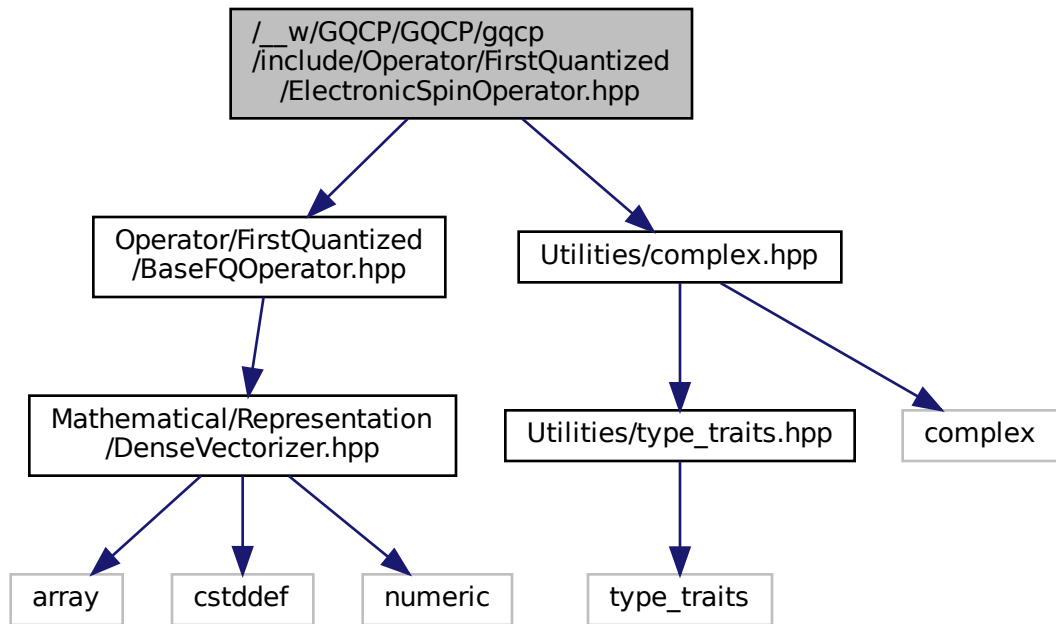 /__w/GQCP/GQCP/gqcp
/include/Operator/FirstQuantized
/ElectronicSpinOperator.hpp
Operator/FirstQuantized
/BaseFQOperator.hpp
Utilities/complex.hpp
Mathematical/Representation
/DenseVectorizer.hpp
Utilities/type_traits.hpp
complex
array
cstddef
numeric
type_traits